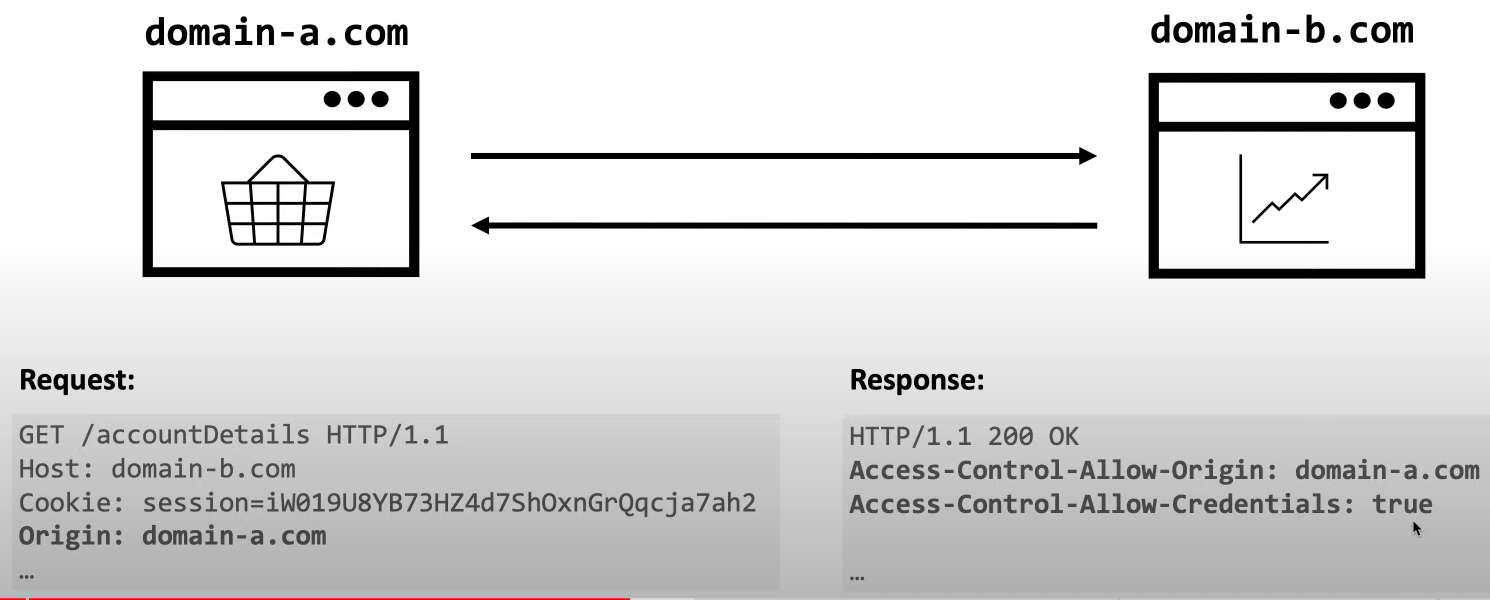 domain-a.com
domain-b.com
Request:
GET /accountDetails HTTP/1.1
Host: domain-b.com
Cookie: session=iW019U8YB73HZ4d7ShOxnGrQqcja7ah2
Origin: domain-a.com
…
Response:
HTTP/1.1 200 OK
Access-Control-Allow-Origin: domain-a.com
Access-Control-Allow-Credentials: true
…